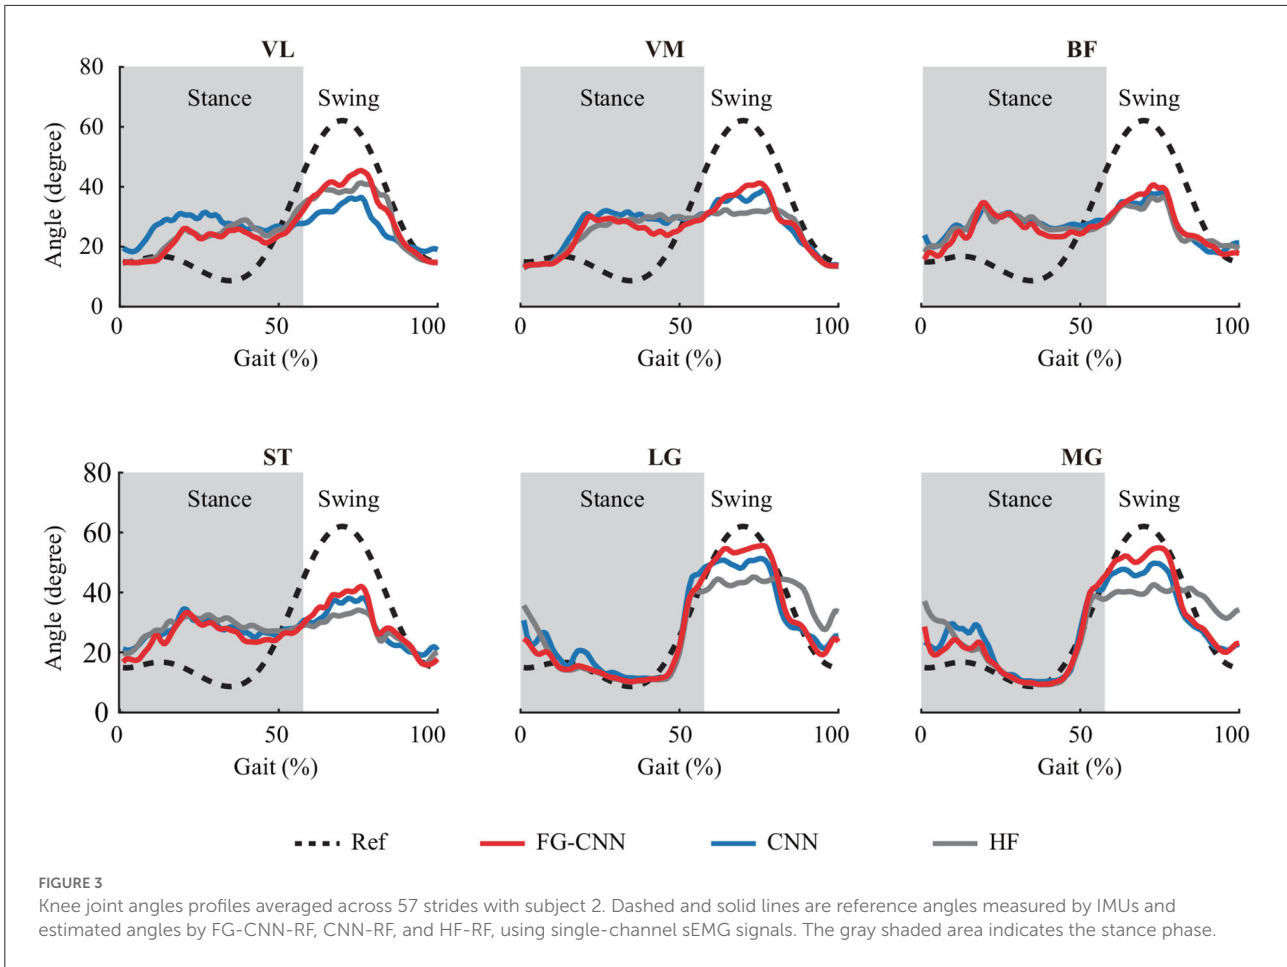 VL
VM
BF
80
60
40
20
0
Angle (degree)
Stance
Swing
Stance
Swing
Stance
Swing
0
50
100
0
50
100
0
50
100
Gait (%)
Gait (%)
Gait (%)
ST
LG
MG
80
60
40
20
0
Angle (degree)
Stance
Swing
Stance
Swing
Stance
Swing
0
50
100
0
50
100
0
50
100
Gait (%)
Gait (%)
Gait (%)
Ref
FG-CNN
CNN
HF
FIGURE 3
Knee joint angles profiles averaged across 57 strides with subject 2. Dashed and solid lines are reference angles measured by IMUs and
estimated angles by FG-CNN-RF, CNN-RF, and HF-RF, using single-channel sEMG signals. The gray shaded area indicates the stance phase.